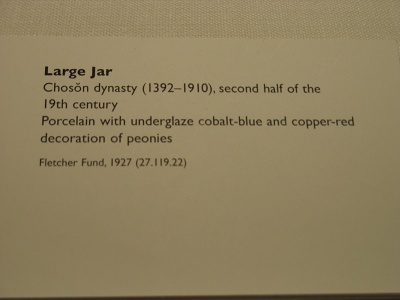 Large Jar
Chosŏn dynasty (1392–1910), second half of the
19th century
Porcelain with underglaze cobalt-blue and copper-red
decoration of peonies
Fletcher Fund, 1927 (27.119.22)